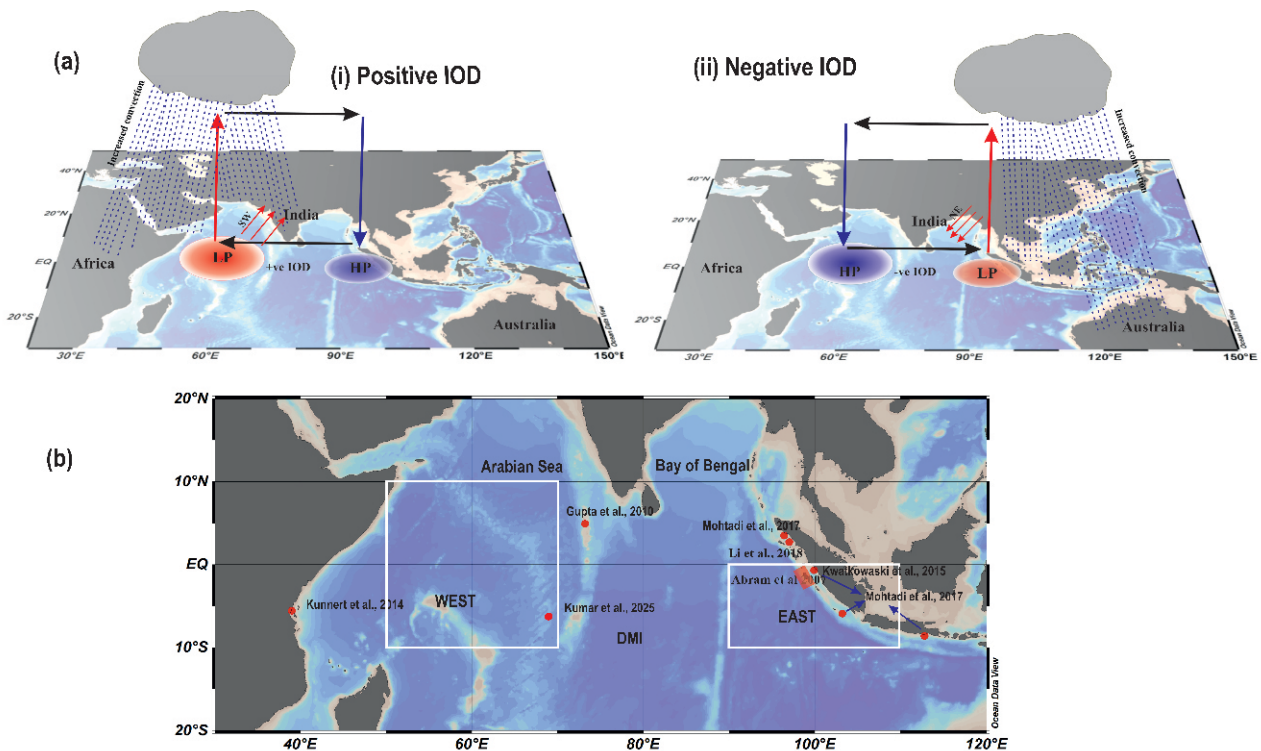 (a)
(i) Positive IOD
Increased convection
40°N
20°N
EQ
20°S
SW
India
Africa
LP
+ve IOD
HP
Australia
Ocean Data View
30°E
60°E
90°E
120°E
150°E
(ii) Negative IOD
Increased convection
40°N
20°N
EQ
20°S
India
NE
Africa
HP
-ve IOD
LP
Australia
Ocean Data View
30°E
60°E
90°E
120°E
150°E
(b)
20°N
10°N
EQ
10°S
20°S
Arabian Sea
Bay of Bengal
Gupta et al., 2010
Mohtadi et al., 2017
Li et al., 2018
Kwalkowaski et al., 2015
Abram et al 2007
Mohtadi et al., 2017
Kunnert et al., 2014
WEST
Kumar et al., 2025
EAST
DMI
Ocean Data View
40°E
60°E
80°E
100°E
120°E